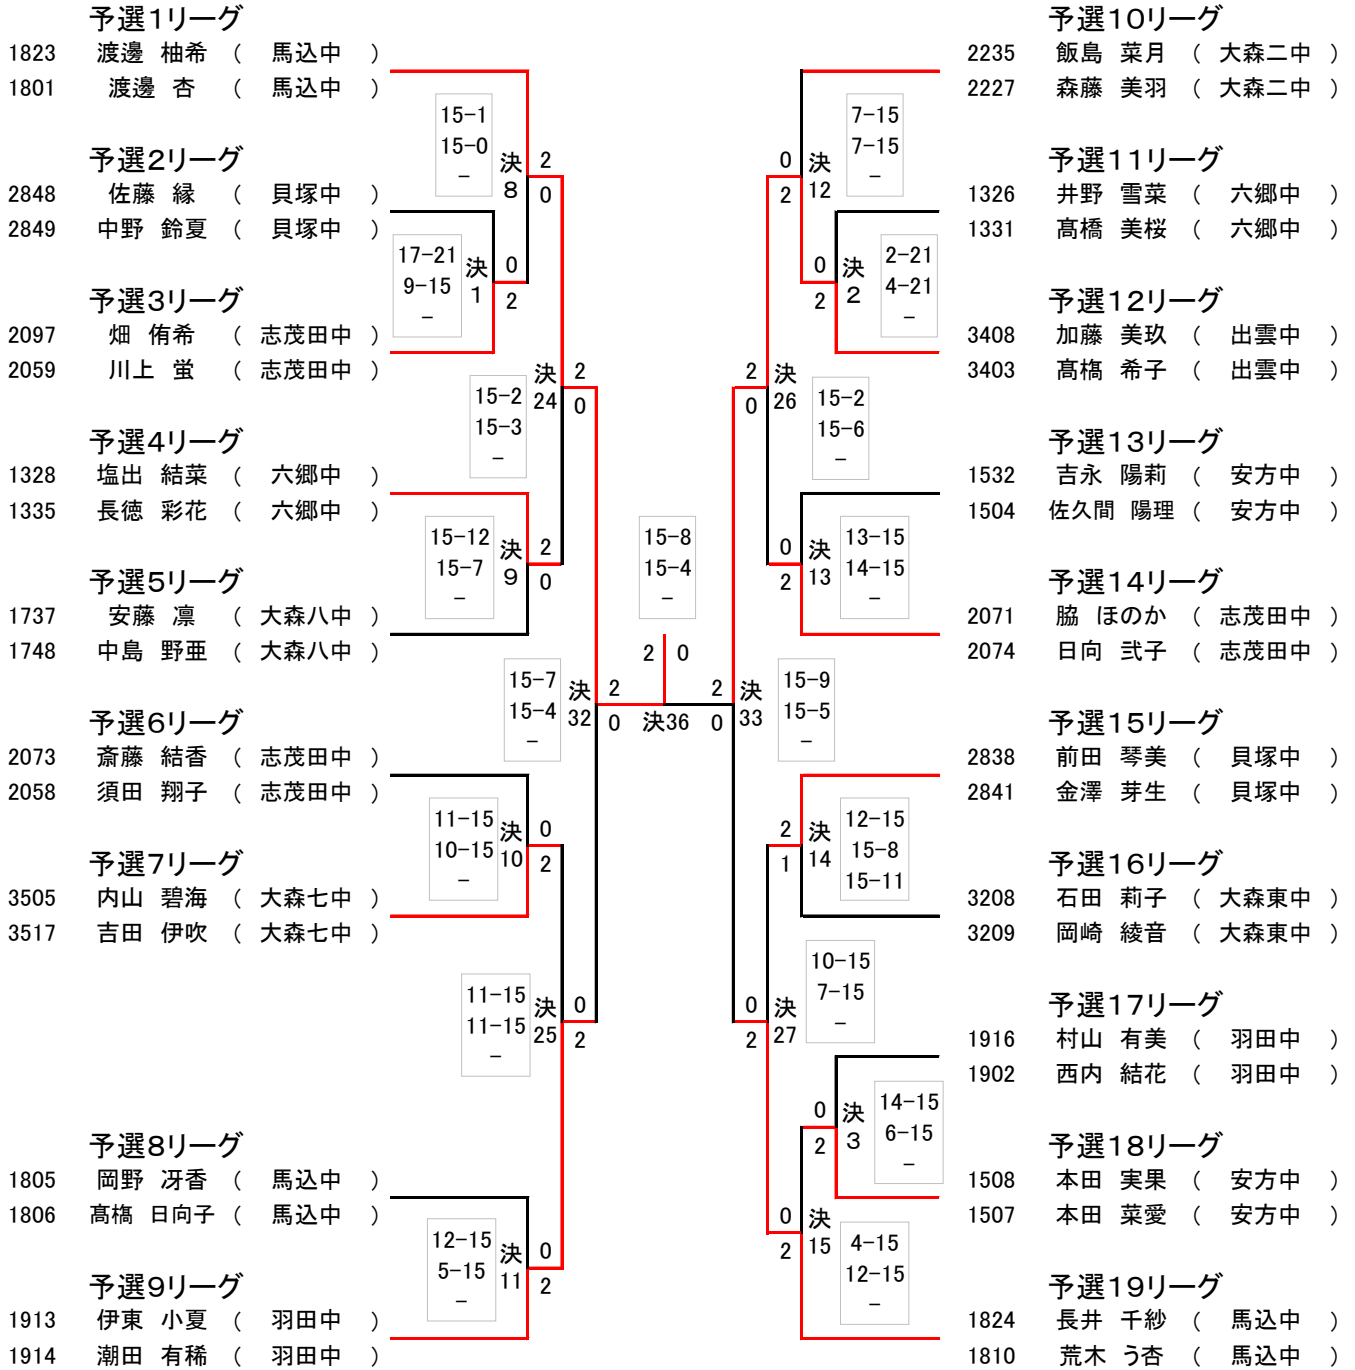 予選1リーグ
1823 渡邊 柚希 ( 馬込中 )
1801 渡邊 杏 ( 馬込中 )
15-1
15-0
-
決 8
2
0
予選2リーグ
2848 佐藤 縁 ( 貝塚中 )
2849 中野 鈴夏 ( 貝塚中 )
17-21
9-15
-
決 1
0
2
予選3リーグ
2097 畑 侑希 ( 志茂田中 )
2059 川上 蛍 ( 志茂田中 )
15-2
15-3
-
決 24
2
0
予選4リーグ
1328 塩出 結菜 ( 六郷中 )
1335 長徳 彩花 ( 六郷中 )
15-12
15-7
-
決 9
2
0
予選5リーグ
1737 安藤 凛 ( 大森八中 )
1748 中島 野亜 ( 大森八中 )
15-7
15-4
-
決 32
2
0
予選6リーグ
2073 斎藤 結香 ( 志茂田中 )
2058 須田 翔子 ( 志茂田中 )
11-15
10-15
-
決 10
0
2
予選7リーグ
3505 内山 碧海 ( 大森七中 )
3517 吉田 伊吹 ( 大森七中 )
11-15
11-15
-
決 25
0
2
予選8リーグ
1805 岡野 冴香 ( 馬込中 )
1806 髙橋 日向子 ( 馬込中 )
12-15
5-15
-
決 11
0
2
予選9リーグ
1913 伊東 小夏 ( 羽田中 )
1914 潮田 有稀 ( 羽田中 )
15-8
15-4
-
2 0
決36
予選10リーグ
2235 飯島 菜月 ( 大森二中 )
2227 森藤 美羽 ( 大森二中 )
7-15
7-15
-
0
2
決 12
予選11リーグ
1326 井野 雪菜 ( 六郷中 )
1331 髙橋 美桜 ( 六郷中 )
2-21
4-21
-
0
2
決 2
予選12リーグ
3408 加藤 美玖 ( 出雲中 )
3403 髙橋 希子 ( 出雲中 )
15-2
15-6
-
2
0
決 26
予選13リーグ
1532 吉永 陽莉 ( 安方中 )
1504 佐久間 陽理 ( 安方中 )
13-15
14-15
-
0
2
決 13
予選14リーグ
2071 脇 ほのか ( 志茂田中 )
2074 日向 弐子 ( 志茂田中 )
15-9
15-5
-
2
0
決 33
予選15リーグ
2838 前田 琴美 ( 貝塚中 )
2841 金澤 芽生 ( 貝塚中 )
12-15
15-8
15-11
2
1
決 14
予選16リーグ
3208 石田 莉子 ( 大森東中 )
3209 岡崎 綾音 ( 大森東中 )
10-15
7-15
-
0
2
決 27
予選17リーグ
1916 村山 有美 ( 羽田中 )
1902 西内 結花 ( 羽田中 )
14-15
6-15
-
0
2
決 3
予選18リーグ
1508 本田 実果 ( 安方中 )
1507 本田 菜愛 ( 安方中 )
4-15
12-15
-
0
2
決 15
予選19リーグ
1824 長井 千紗 ( 馬込中 )
1810 荒木 う杏 ( 馬込中 )